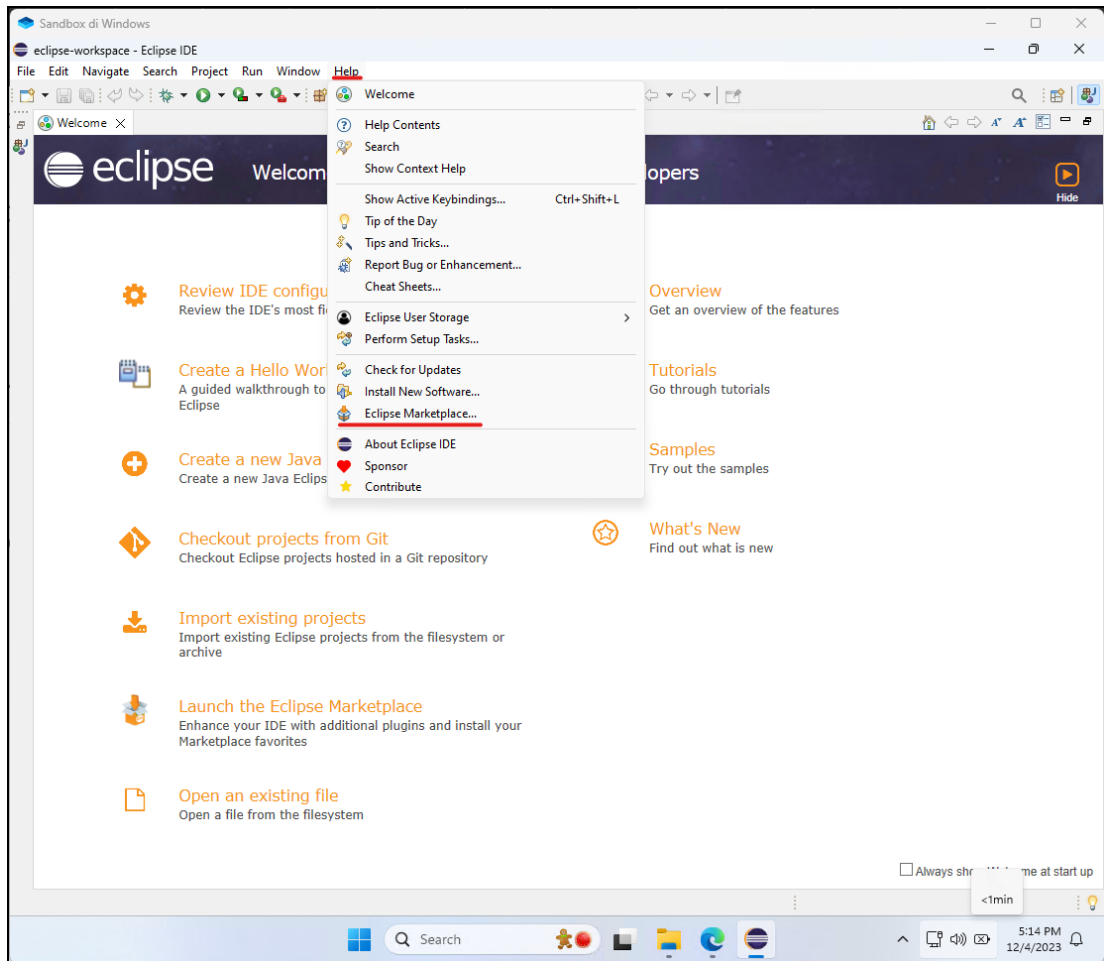 Sandbox di Windows
eclipse-workspace - Eclipse IDE
File Edit Navigate Search Project Run Window Help
Welcome
eclipse Welcom
lopers
Hide
Welcome
Help Contents
Search
Show Context Help
Show Active Keybindings... Ctrl+Shift+L
Tip of the Day
Tips and Tricks...
Report Bug or Enhancement...
Cheat Sheets...
Eclipse User Storage
Perform Setup Tasks...
Check for Updates
Install New Software...
Eclipse Marketplace...
About Eclipse IDE
Sponsor
Contribute
Review IDE configu
Review the IDE's most fi
Create a Hello Wor
A guided walkthrough to
Eclipse
Create a new Java
Create a new Java Eclips
Checkout projects from Git
Checkout Eclipse projects hosted in a Git repository
Import existing projects
Import existing Eclipse projects from the filesystem or
archive
Launch the Eclipse Marketplace
Enhance your IDE with additional plugins and install your
Marketplace favorites
Open an existing file
Open a file from the filesystem
Overview
Get an overview of the features
Tutorials
Go through tutorials
Samples
Try out the samples
What's New
Find out what is new
Always sh me at start up
<1min
Search
5:14 PM
12/4/2023